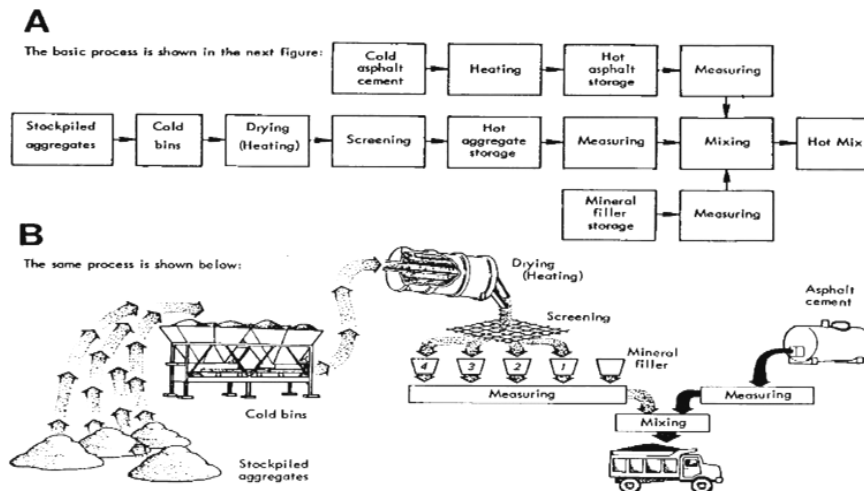 A
The basic process is shown in the next figure:
Cold
asphalt
cement
Heating
Hot
asphalt
storage
Measuring
Stockpiled
aggregates
Cold
bins
Drying
(Heating)
Screening
Hot
aggregate
storage
Measuring
Mixing
Hot Mix
Mineral
filler
storage
Measuring
B
The same process is shown below:
Drying
(Heating)
Screening
Asphalt
cement
4
3
2
1
Mineral
filler
Measuring
Measuring
Cold bins
Mixing
Stockpiled
aggregates